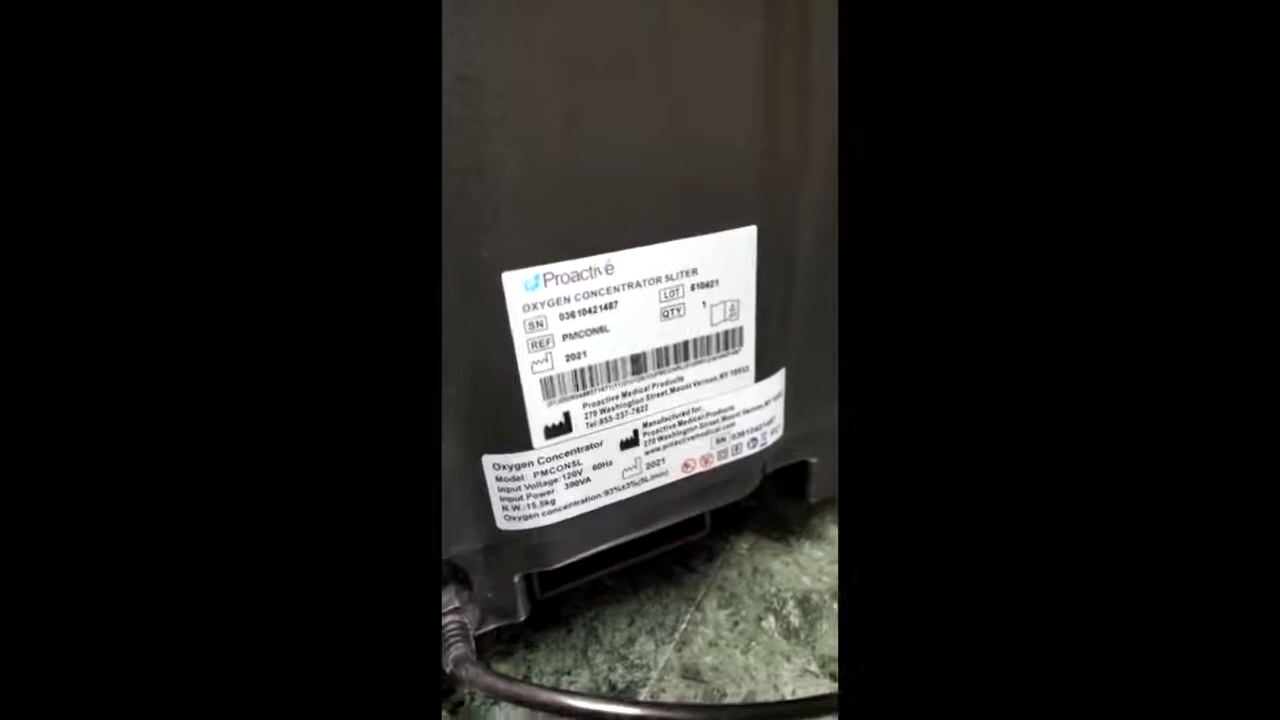 Proactive
OXYGEN CONCENTRATOR 5LITER
SN 03610421487
LOT 610421
REF PMCON5L
QTY 1
2021
Proactive Medical Products
270 Washington Street,Mount Vernon,NY 10553
Tel:855-237-7622
Oxygen Concentrator
Model: PMCON5L
Input Voltage:120V 60Hz
Input Power: 300VA
N.W.:15.5kg
Oxygen concentration:93%±3%(5L/min)
Manufactured for:
Proactive Medical Products
270 Washington Street,Mount Vernon,NY
www.proactivemedical.com
2021
SN 03610421487